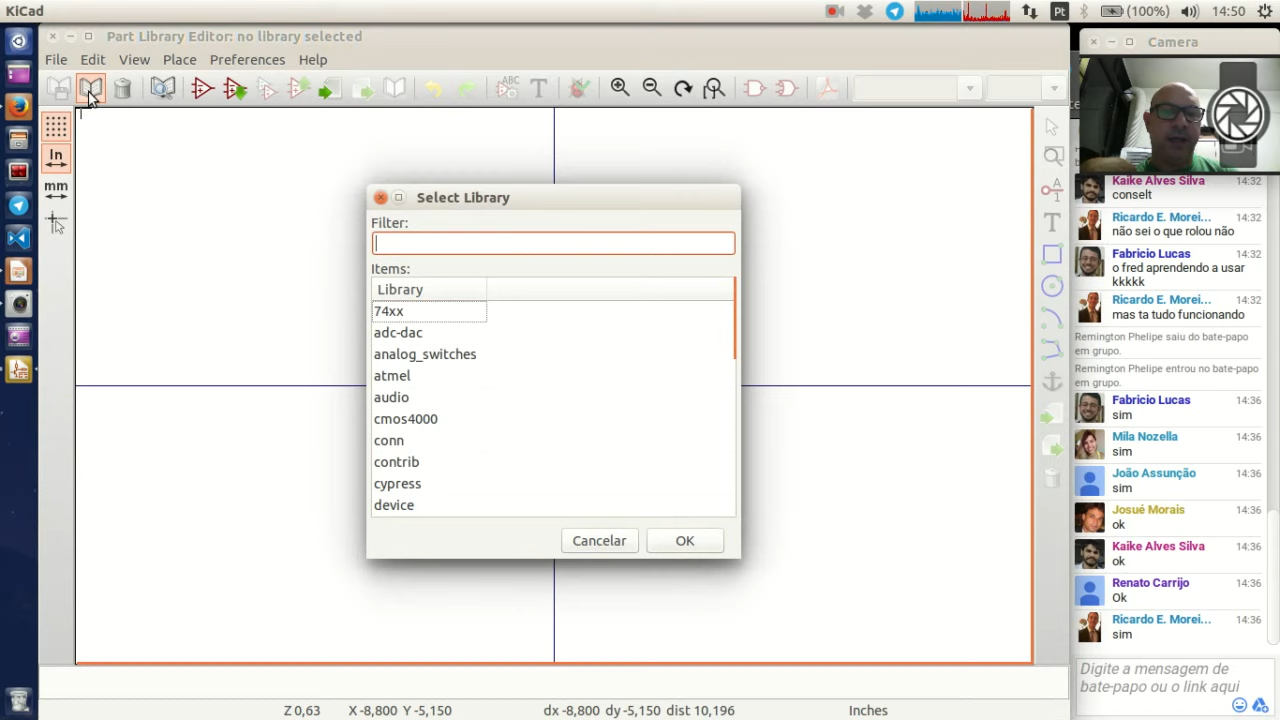 KiCad
Pt
(100%)
14:50
Part Library Editor: no library selected
File Edit View Place Preferences Help
ABC
T
In
mm
Select Library
Filter:
Items:
Library
74xx
adc-dac
analog_switches
atmel
audio
cmos4000
conn
contrib
cypress
device
Cancelar
OK
A
T
Z 0,63
X -8,800 Y -5,150
dx -8,800 dy -5,150 dist 10,196
Inches
Camera
Kaike Alves Silva 14:32
conselt
Ricardo E. Morei... 14:32
não sei o que rolou não
Fabricio Lucas 14:32
o fred aprendendo a usar
kkkkk
Ricardo E. Morei... 14:32
mas ta tudo funcionando
Remington Phelipe saiu do bate-papo
em grupo.
Remington Phelipe entrou no bate-papo
em grupo.
Fabricio Lucas 14:36
sim
Mila Nozella 14:36
sim
João Assunção 14:36
sim
Josué Morais 14:36
ok
Kaike Alves Silva 14:36
ok
Renato Carrijo 14:36
Ok
Ricardo E. Morei... 14:36
sim
Digite a mensagem de
bate-papo ou o link aqui